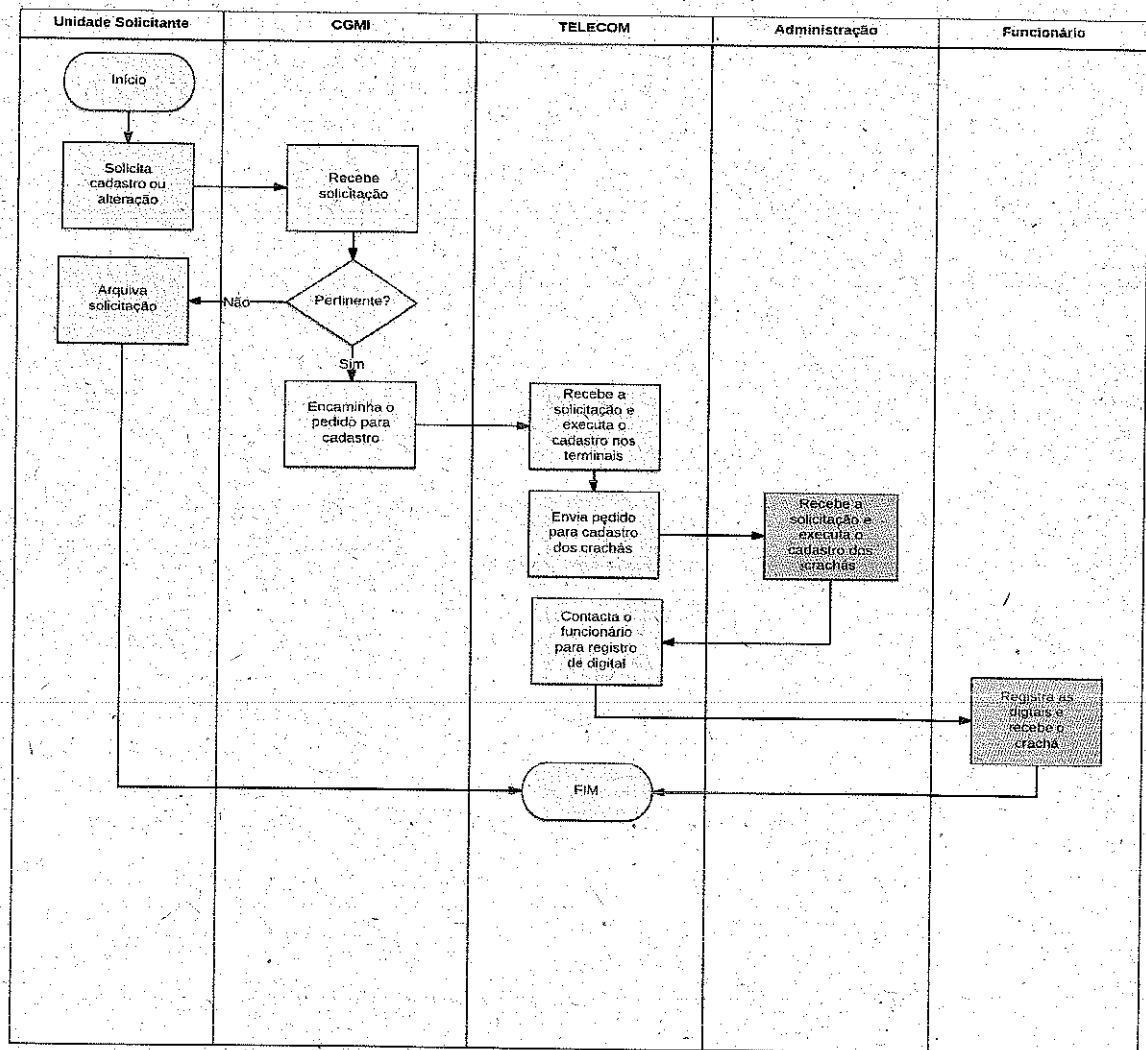 Unidade Solicitante
CGMI
TELECOM
Administração
Funcionário
Início
Solicita
cadastro ou
alteração
Recebe
solicitação
Arquiva
solicitação
Não
Pertinente?
Sim
Encaminha o
pedido para
cadastro
Recebe a
solicitação e
executa o
cadastro nos
terminais
Envia pedido
para cadastro
dos crachás
Recebe a
solicitação e
executa o
cadastro dos
crachás
Contacta o
funcionário
para registro
de digital
Registra as
digitais e
recebe o
crachá
FIM